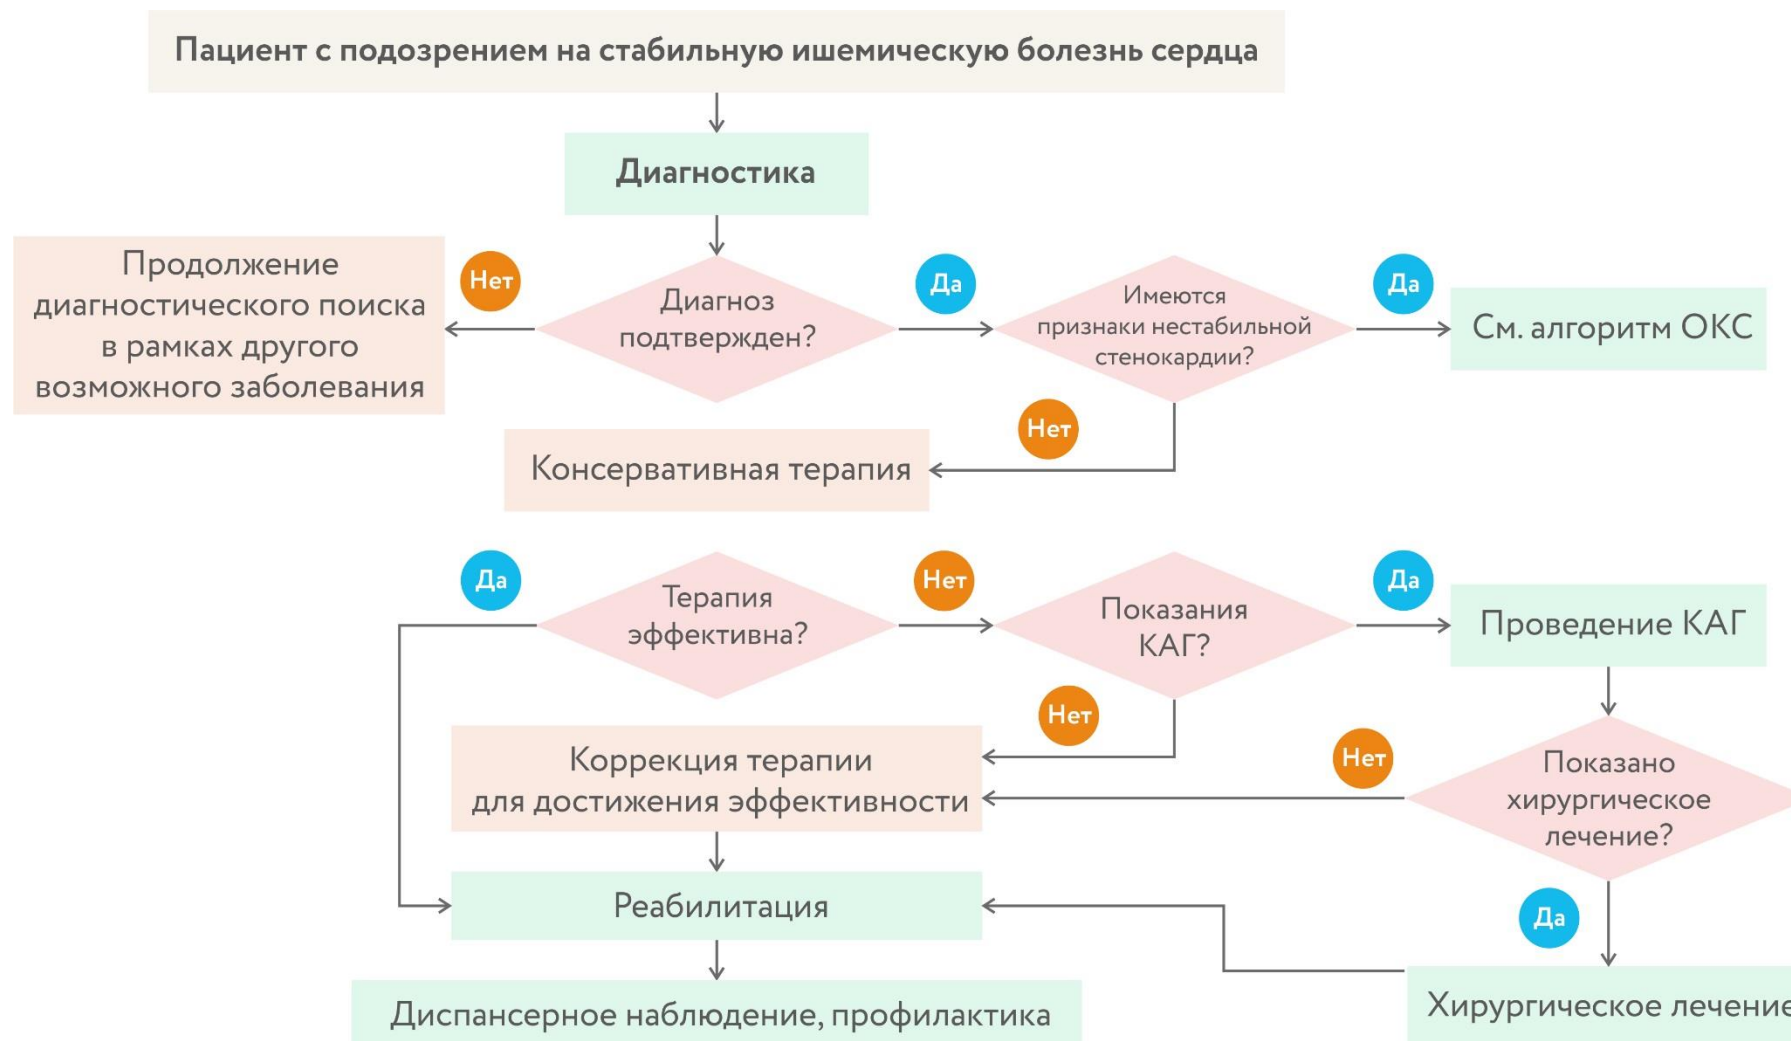 Пациент с подозрением на стабильную ишемическую болезнь сердца
Диагностика
Продолжение
диагностического поиска
в рамках другого
возможного заболевания
Нет
Диагноз
подтвержден?
Да
Имеются
признаки нестабильной
стенокардии?
Да
См. алгоритм ОКС
Нет
Консервативная терапия
Да
Терапия
эффективна?
Нет
Показания
КАГ?
Да
Проведение КАГ
Нет
Коррекция терапии
для достижения эффективности
Нет
Показано
хирургическое
лечение?
Реабилитация
Да
Диспансерное наблюдение, профилактика
Хирургическое лечение